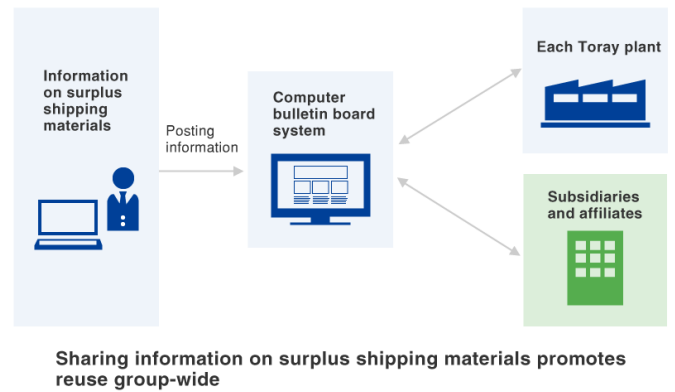 Information
on surplus
shipping
materials
Posting
information
Computer
bulletin board
system
Each Toray plant
Subsidiaries
and affiliates
Sharing information on surplus shipping materials promotes
reuse group-wide